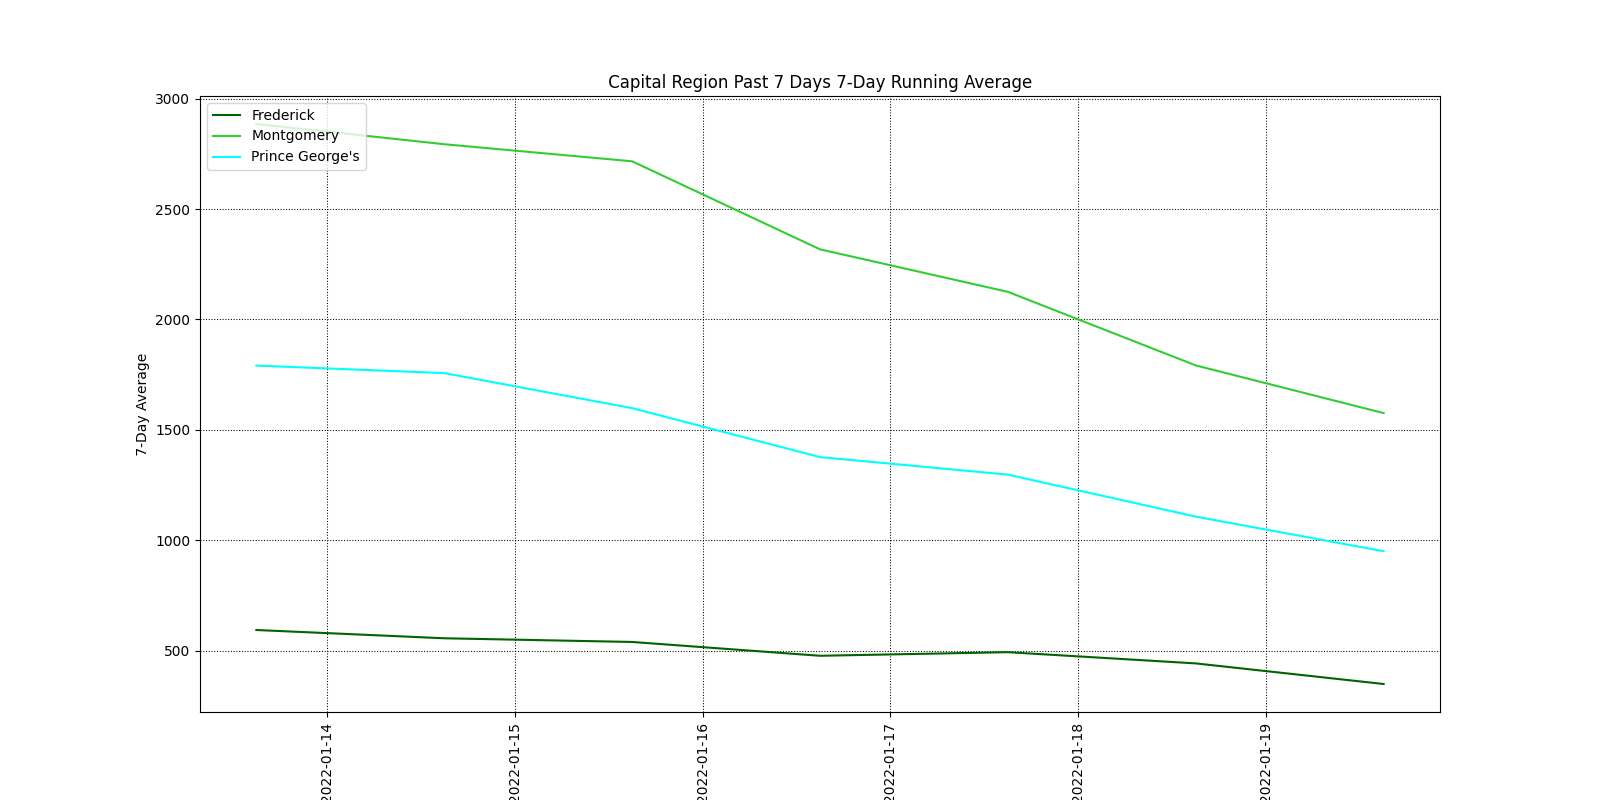 Capital Region Past 7 Days 7-Day Running Average
3000
2500
2000
1500
1000
500
7-Day Average
Frederick
Montgomery
Prince George's
2022-01-14
2022-01-15
2022-01-16
2022-01-17
2022-01-18
2022-01-19